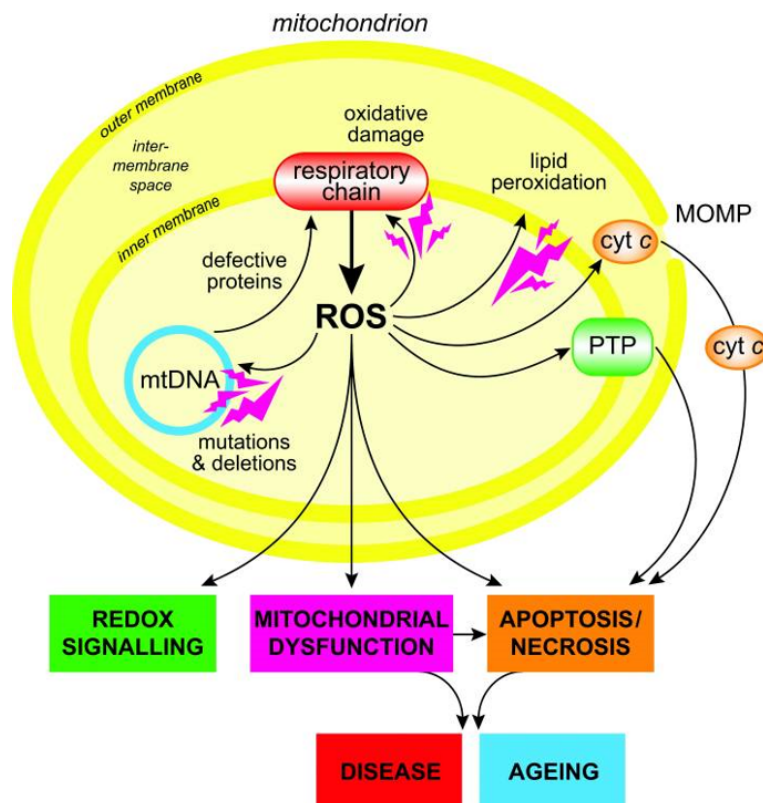 mitochondrion
outer membrane
inter-
membrane
space
inner membrane
oxidative
damage
respiratory
chain
lipid
peroxidation
MOMP
cyt c
defective
proteins
ROS
cyt c
PTP
mtDNA
mutations
& deletions
REDOX
SIGNALLING
MITOCHONDRIAL
DYSFUNCTION
APOPTOSIS/
NECROSIS
DISEASE
AGEING